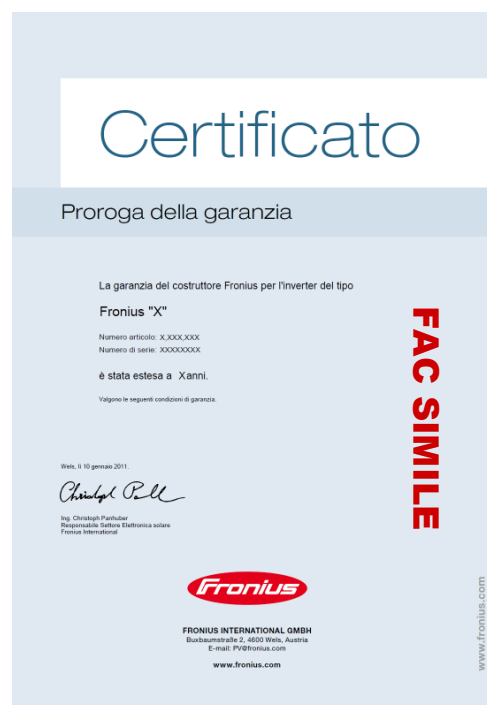 Certificato
Proroga della garanzia
La garanzia del costruttore Fronius per l'inverter del tipo
Fronius "X"
Numero articolo: X,XXX,XXX
Numero di serie: XXXXXXXX
è stata estesa a Xanni.
Valgono le seguenti condizioni di garanzia.
FAC SIMILE
Wels, li 10 gennaio 2011.
Ing. Christoph Panhuber
Responsabile Settore Elettronica solare
Fronius International
Fronius
FRONIUS INTERNATIONAL GMBH
Buxbaumstraße 2, 4600 Wels, Austria
E-mail: PV@fronius.com
www.fronius.com
www.fronius.com